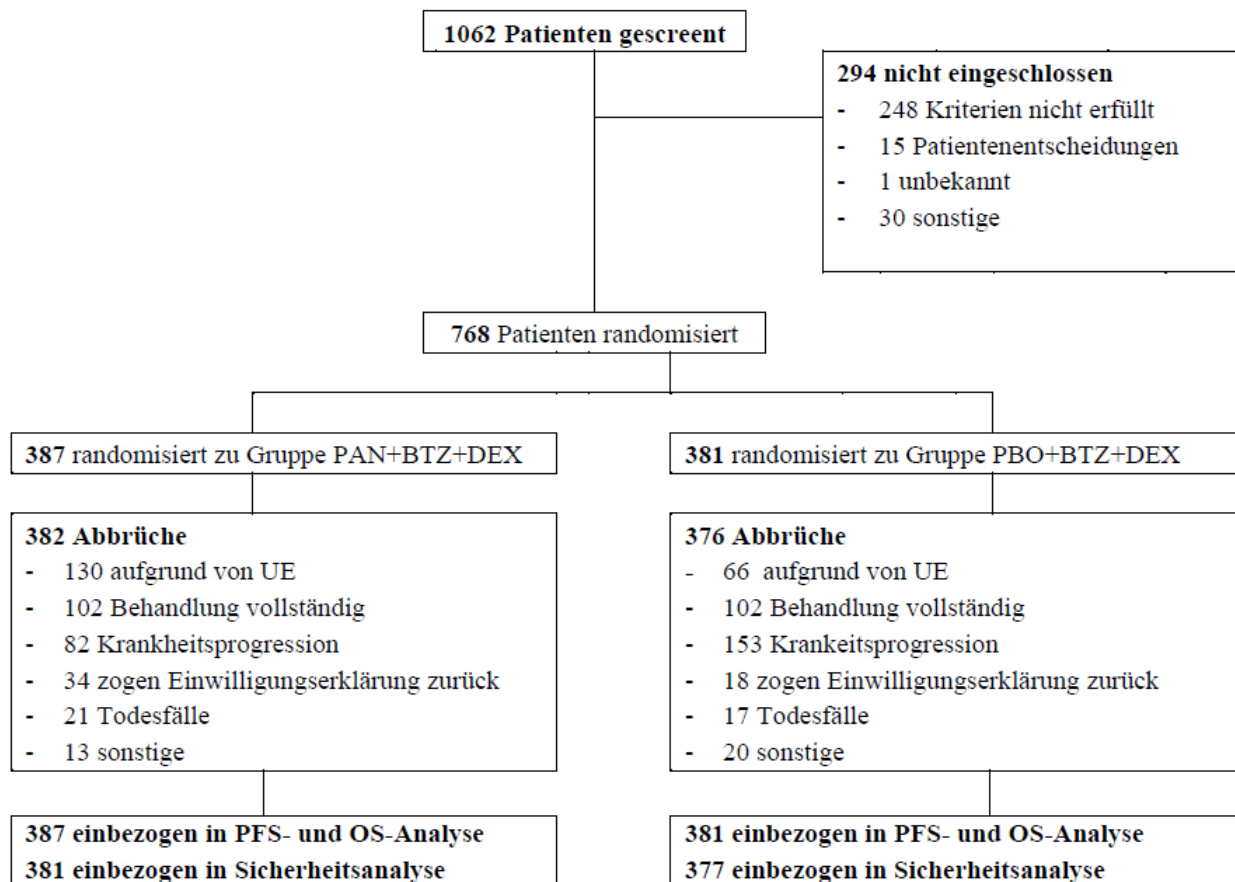 1062 Patienten gescreent
294 nicht eingeschlossen
- 248 Kriterien nicht erfüllt
- 15 Patientenentscheidungen
- 1 unbekannt
- 30 sonstige
768 Patienten randomisiert
387 randomisiert zu Gruppe PAN+BTZ+DEX
381 randomisiert zu Gruppe PBO+BTZ+DEX
382 Abbrüche
- 130 aufgrund von UE
- 102 Behandlung vollständig
- 82 Krankheitsprogression
- 34 zogen Einwilligungserklärung zurück
- 21 Todesfälle
- 13 sonstige
376 Abbrüche
- 66 aufgrund von UE
- 102 Behandlung vollständig
- 153 Krankeitsprogression
- 18 zogen Einwilligungserklärung zurück
- 17 Todesfälle
- 20 sonstige
387 einbezogen in PFS- und OS-Analyse
381 einbezogen in Sicherheitsanalyse
381 einbezogen in PFS- und OS-Analyse
377 einbezogen in Sicherheitsanalyse